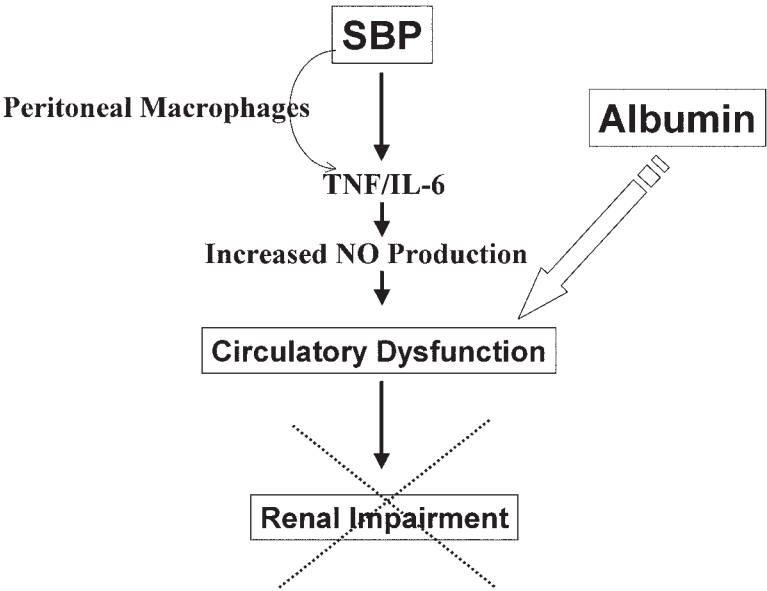 SBP
Peritoneal Macrophages
Albumin
TNF/IL-6
Increased NO Production
Circulatory Dysfunction
Renal Impairment